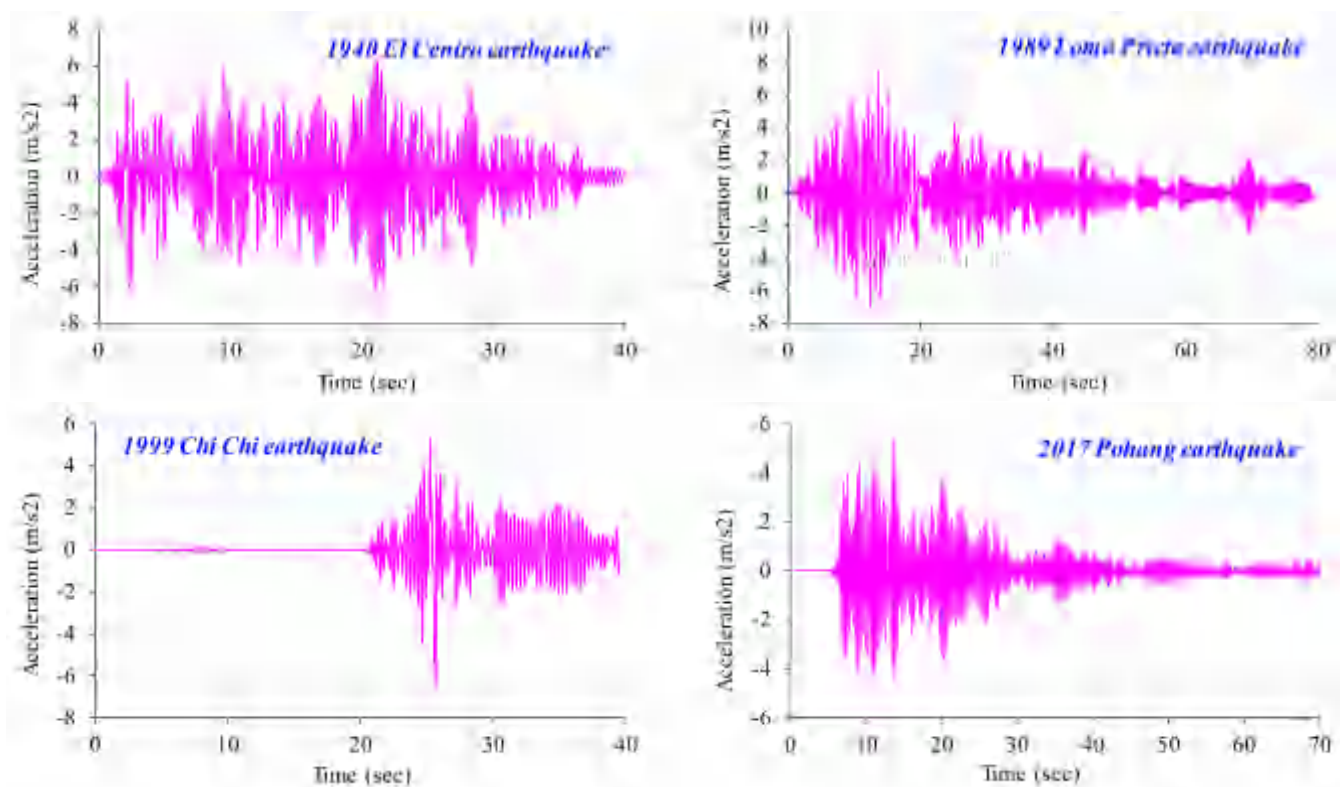 1940 El Centro earthquake
Acceleration (m/s2)
8
6
4
2
0
-2
-4
-6
-8
0 10 20 30 40
Time (sec)
1989 Loma Prieta earthquake
Acceleration (m/s2)
10
8
6
4
2
0
-2
-4
-6
-8
0 20 40 60 80
Time (sec)
1999 Chi Chi earthquake
Acceleration (m/s2)
6
4
2
0
-2
-4
-6
-8
0 10 20 30 40
Time (sec)
2017 Pohang earthquake
Acceleration (m/s2)
6
4
2
0
-2
-4
-6
0 10 20 30 40 50 60 70
Time (sec)